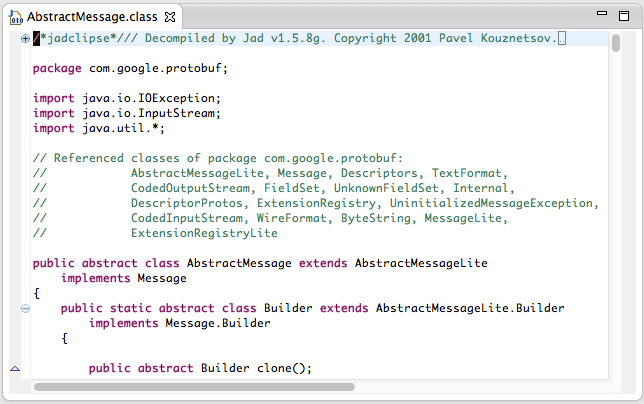 AbstractMessage.class
/*jadclipse*/// Decompiled by Jad v1.5.8g. Copyright 2001 Pavel Kouznetsov...
package com.google.protobuf;
import java.io.IOException;
import java.io.InputStream;
import java.util.*;
// Referenced classes of package com.google.protobuf:
//            AbstractMessageLite, Message, Descriptors, TextFormat,
//            CodedOutputStream, FieldSet, UnknownFieldSet, Internal,
//            DescriptorProtos, ExtensionRegistry, UninitializedMessageException,
//            CodedInputStream, WireFormat, ByteString, MessageLite,
//            ExtensionRegistryLite
public abstract class AbstractMessage extends AbstractMessageLite
    implements Message
{
    public static abstract class Builder extends AbstractMessageLite.Builder
        implements Message.Builder
    {
        public abstract Builder clone();